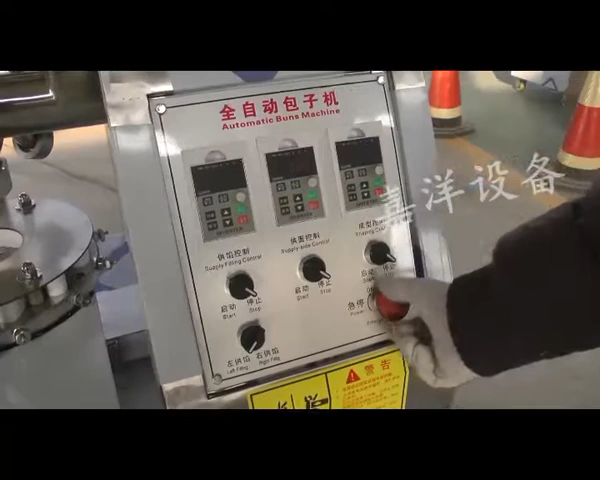 全自动包子机
Automatic Buns Machine
嘉洋设备
供馅控制
Supply Filling Control
供面控制
Supply-side Control
成型控制
启动 停止
Start Stop
启动 停止
Start Stop
启动
急停
左供馅 右供馅
Left Filling Right Filling
警告